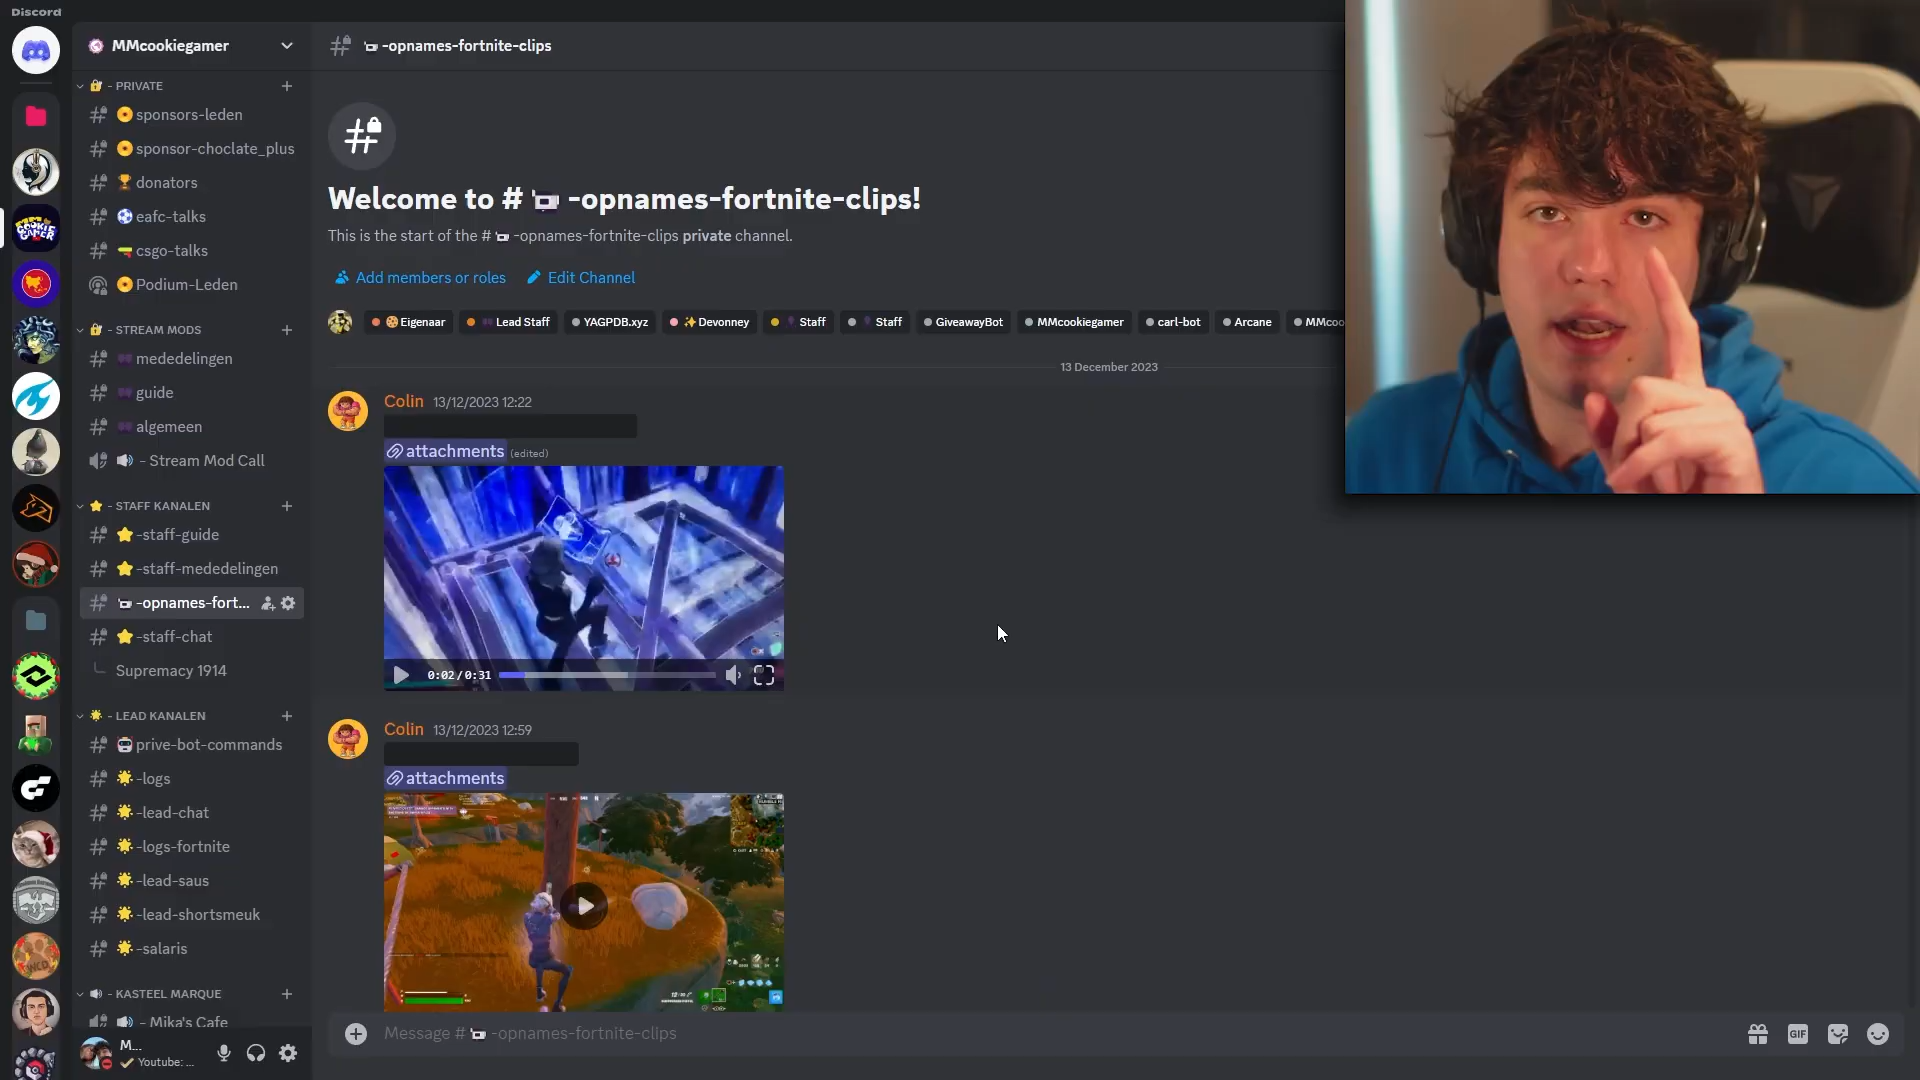 Discord
MMcookiegamer
- PRIVATE
sponsors-leden
sponsor-choclate_plus
donators
eafc-talks
csgo-talks
Podium-Leden
- STREAM MODS
mededelingen
guide
algemeen
- Stream Mod Call
- STAFF KANALEN
-staff-guide
-staff-mededelingen
-opnames-fort...
-staff-chat
Supremacy 1914
- LEAD KANALEN
prive-bot-commands
-logs
-lead-chat
-logs-fortnite
-lead-saus
-lead-shortsmeuk
-salaris
- KASTEEL MARQUE
- Mika's Cafe
M...
Youtube: ...
-opnames-fortnite-clips
Welcome to # -opnames-fortnite-clips!
This is the start of the # -opnames-fortnite-clips private channel.
Add members or roles Edit Channel
Eigenaar Lead Staff YAGPDB.xyz Devonney Staff Staff GiveawayBot MMcookiegamer carl-bot Arcane MMcoo
13 December 2023
Colin 13/12/2023 12:22
attachments (edited)
0:02/0:31
Colin 13/12/2023 12:59
attachments
Message # -opnames-fortnite-clips
GIF